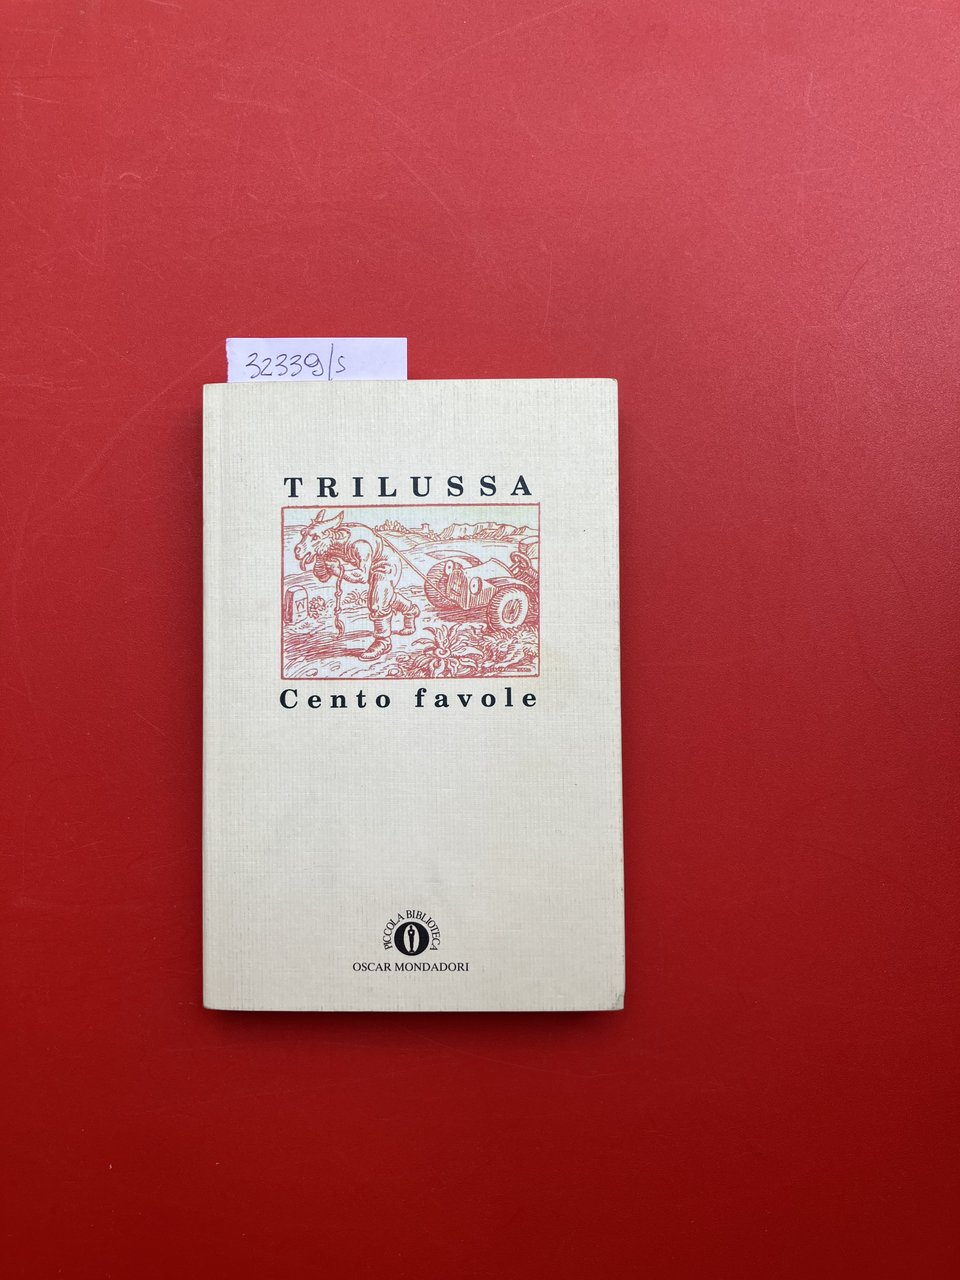 32339/s
TRILUSSA
Cento favole
PICCOLA BIBLIOTECA
OSCAR MONDADORI